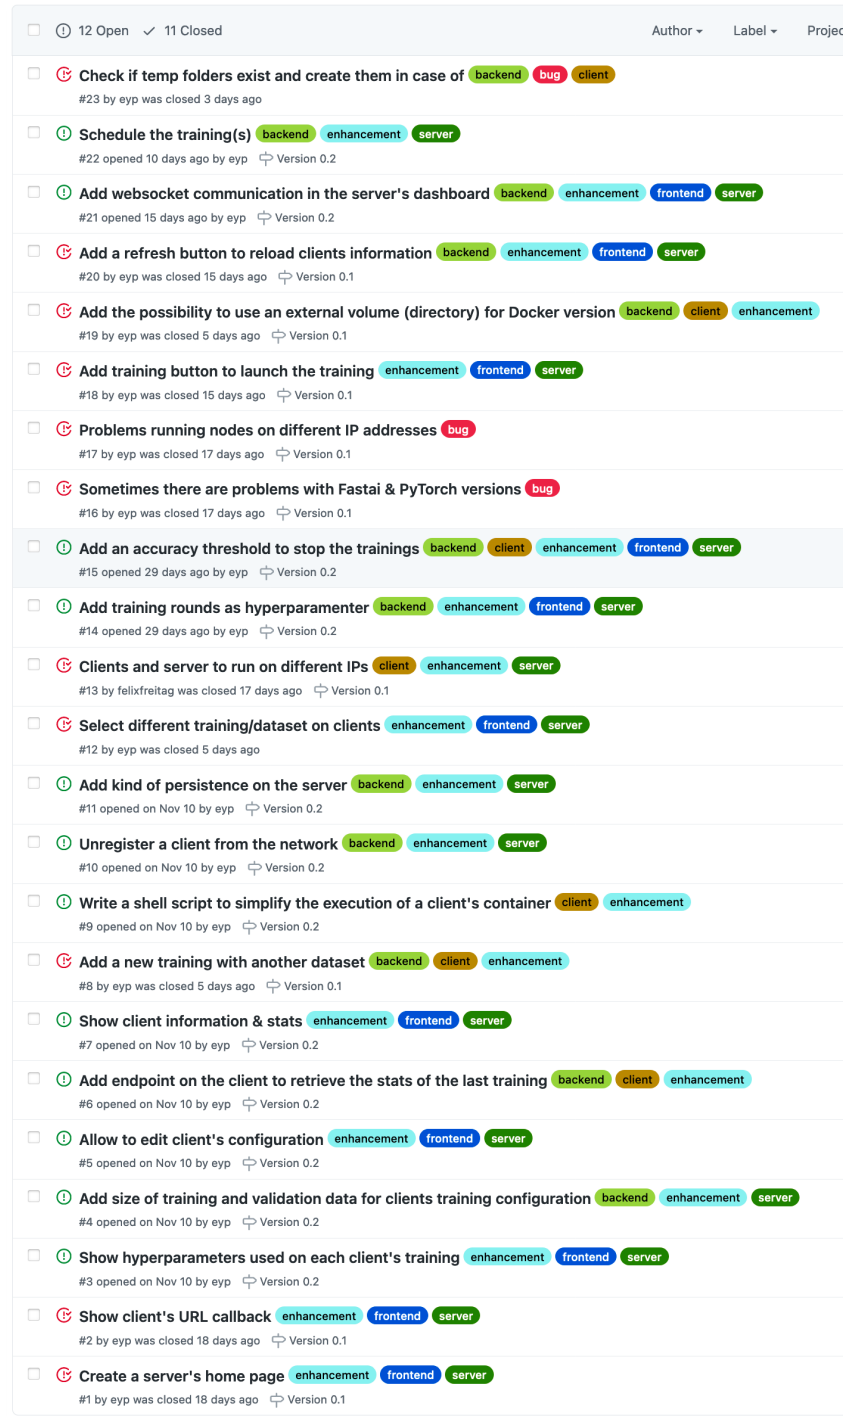 12 Open 11 Closed Author Label Projec
Check if temp folders exist and create them in case of backend bug client
#23 by eyp was closed 3 days ago
Schedule the training(s) backend enhancement server
#22 opened 10 days ago by eyp Version 0.2
Add websocket communication in the server's dashboard backend enhancement frontend server
#21 opened 15 days ago by eyp Version 0.2
Add a refresh button to reload clients information backend enhancement frontend server
#20 by eyp was closed 15 days ago Version 0.1
Add the possibility to use an external volume (directory) for Docker version backend client enhancement
#19 by eyp was closed 5 days ago Version 0.1
Add training button to launch the training enhancement frontend server
#18 by eyp was closed 15 days ago Version 0.1
Problems running nodes on different IP addresses bug
#17 by eyp was closed 17 days ago Version 0.1
Sometimes there are problems with Fastai & PyTorch versions bug
#16 by eyp was closed 17 days ago Version 0.1
Add an accuracy threshold to stop the trainings backend client enhancement frontend server
#15 opened 29 days ago by eyp Version 0.2
Add training rounds as hyperparamenter backend enhancement frontend server
#14 opened 29 days ago by eyp Version 0.2
Clients and server to run on different IPs client enhancement server
#13 by felixfreitag was closed 17 days ago Version 0.1
Select different training/dataset on clients enhancement frontend server
#12 by eyp was closed 5 days ago
Add kind of persistence on the server backend enhancement server
#11 opened on Nov 10 by eyp Version 0.2
Unregister a client from the network backend enhancement server
#10 opened on Nov 10 by eyp Version 0.2
Write a shell script to simplify the execution of a client's container client enhancement
#9 opened on Nov 10 by eyp Version 0.2
Add a new training with another dataset backend client enhancement
#8 by eyp was closed 5 days ago Version 0.1
Show client information & stats enhancement frontend server
#7 opened on Nov 10 by eyp Version 0.2
Add endpoint on the client to retrieve the stats of the last training backend client enhancement
#6 opened on Nov 10 by eyp Version 0.2
Allow to edit client's configuration enhancement frontend server
#5 opened on Nov 10 by eyp Version 0.2
Add size of training and validation data for clients training configuration backend enhancement server
#4 opened on Nov 10 by eyp Version 0.2
Show hyperparameters used on each client's training enhancement frontend server
#3 opened on Nov 10 by eyp Version 0.2
Show client's URL callback enhancement frontend server
#2 by eyp was closed 18 days ago Version 0.1
Create a server's home page enhancement frontend server
#1 by eyp was closed 18 days ago Version 0.1